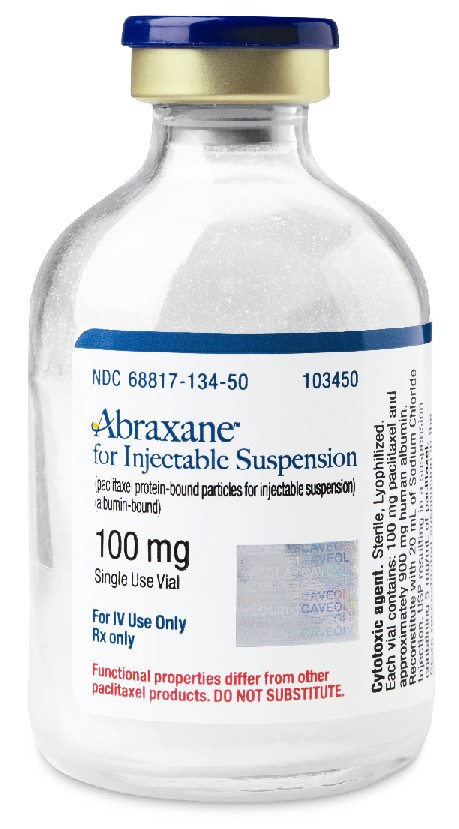 NDC 68817-134-50 103450
Abraxane™
for Injectable Suspension
(paclitaxel protein-bound particles for injectable suspension)
(albumin-bound)
100 mg
Single Use Vial
For IV Use Only
Rx only
Functional properties differ from other
paclitaxel products. DO NOT SUBSTITUTE.
CAVEOL
CAVEOL
CAVEOL
CAVEOL
Cytotoxic agent. Sterile, Lyophilized.
Each vial contains: 100 mg paclitaxel and
approximately 900 mg human albumin.
Reconstitute with 20 mL of Sodium Chloride